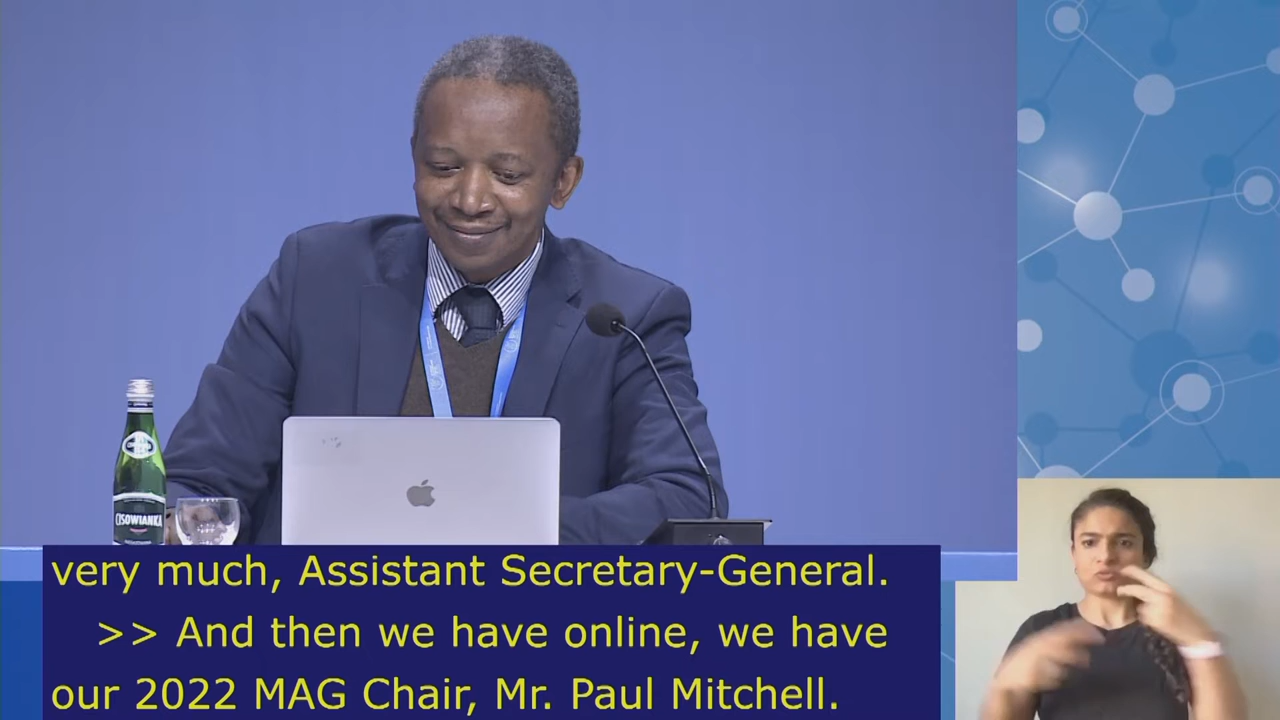 CISOWIANKA
very much, Assistant Secretary-General.
>> And then we have online, we have
our 2022 MAG Chair, Mr. Paul Mitchell.